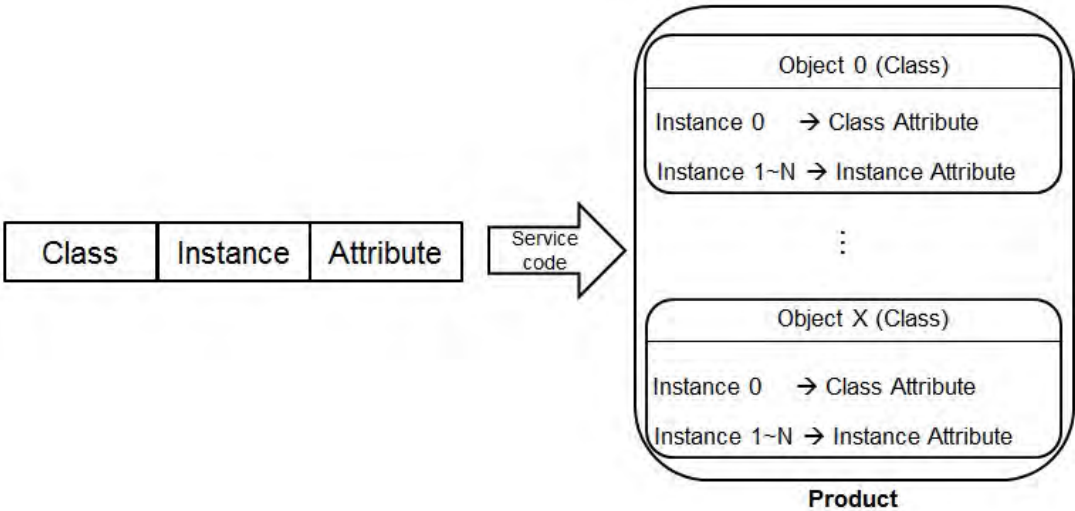 Class Instance Attribute
Service
code
Object 0 (Class)
Instance 0 → Class Attribute
Instance 1~N → Instance Attribute
⋮
Object X (Class)
Instance 0 → Class Attribute
Instance 1~N → Instance Attribute
Product